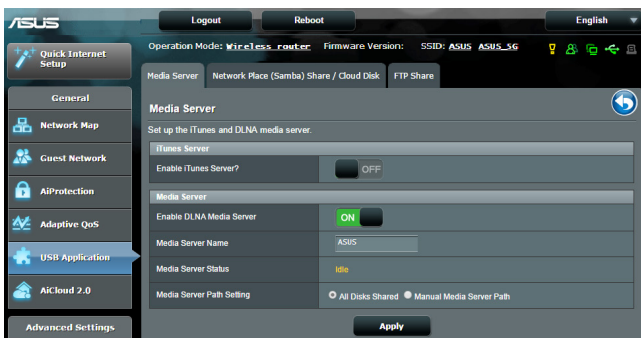 ASUS
Logout Reboot English
Quick Internet Setup
Operation Mode: Wireless router Firmware Version: SSID: ASUS ASUS_5G
Media Server Network Place (Samba) Share / Cloud Disk FTP Share
General
Network Map
Guest Network
AiProtection
Adaptive QoS
USB Application
AiCloud 2.0
Advanced Settings
Media Server
Set up the iTunes and DLNA media server.
iTunes Server
Enable iTunes Server? OFF
Media Server
Enable DLNA Media Server ON
Media Server Name ASUS
Media Server Status Idle
Media Server Path Setting All Disks Shared Manual Media Server Path
Apply